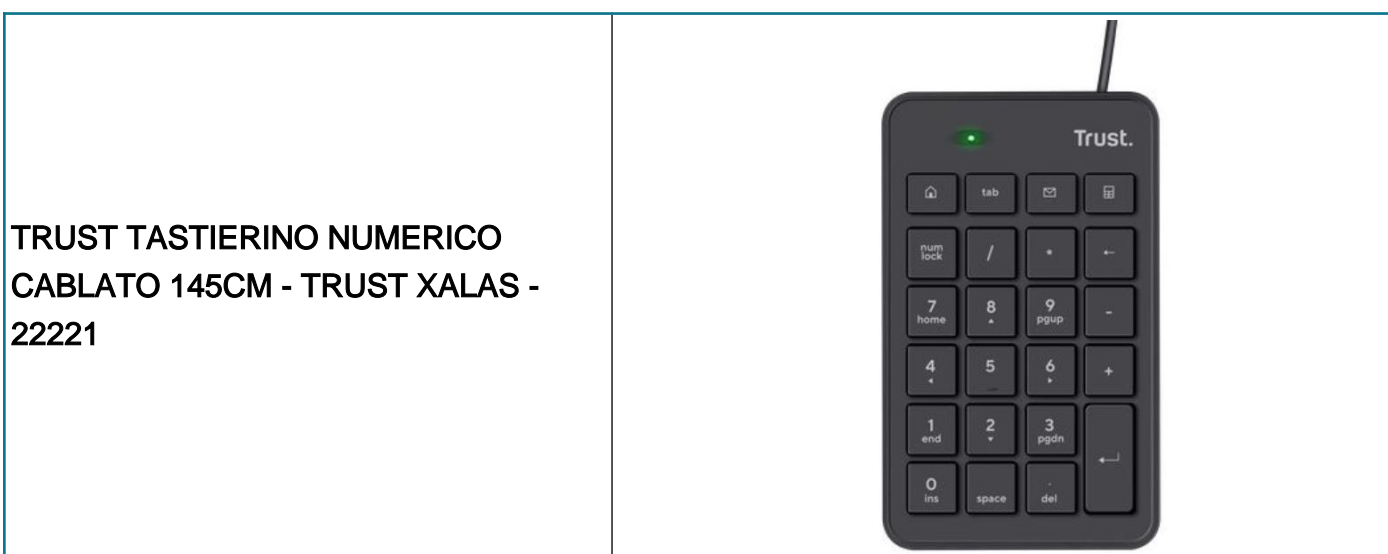 TRUST TASTIERINO NUMERICO
CABLATO 145CM - TRUST XALAS -
22221
Trust.
tab
num
lock
/
*
←
7
home
8
9
pgup
-
4
5
6
+
1
end
2
3
pgdn
0
ins
space
.
del